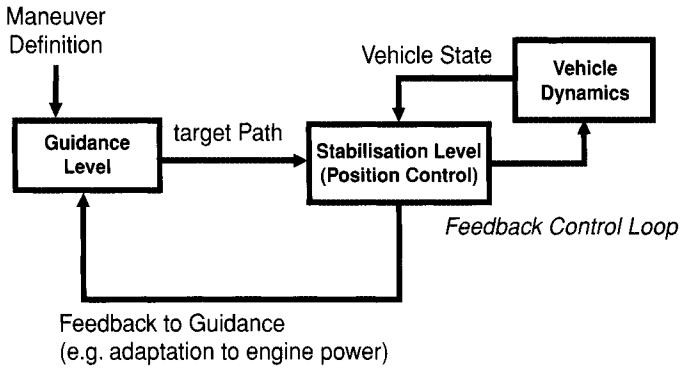 Maneuver
Definition
Vehicle State
Vehicle
Dynamics
Guidance
Level
target Path
Stabilisation Level
(Position Control)
Feedback Control Loop
Feedback to Guidance
(e.g. adaptation to engine power)